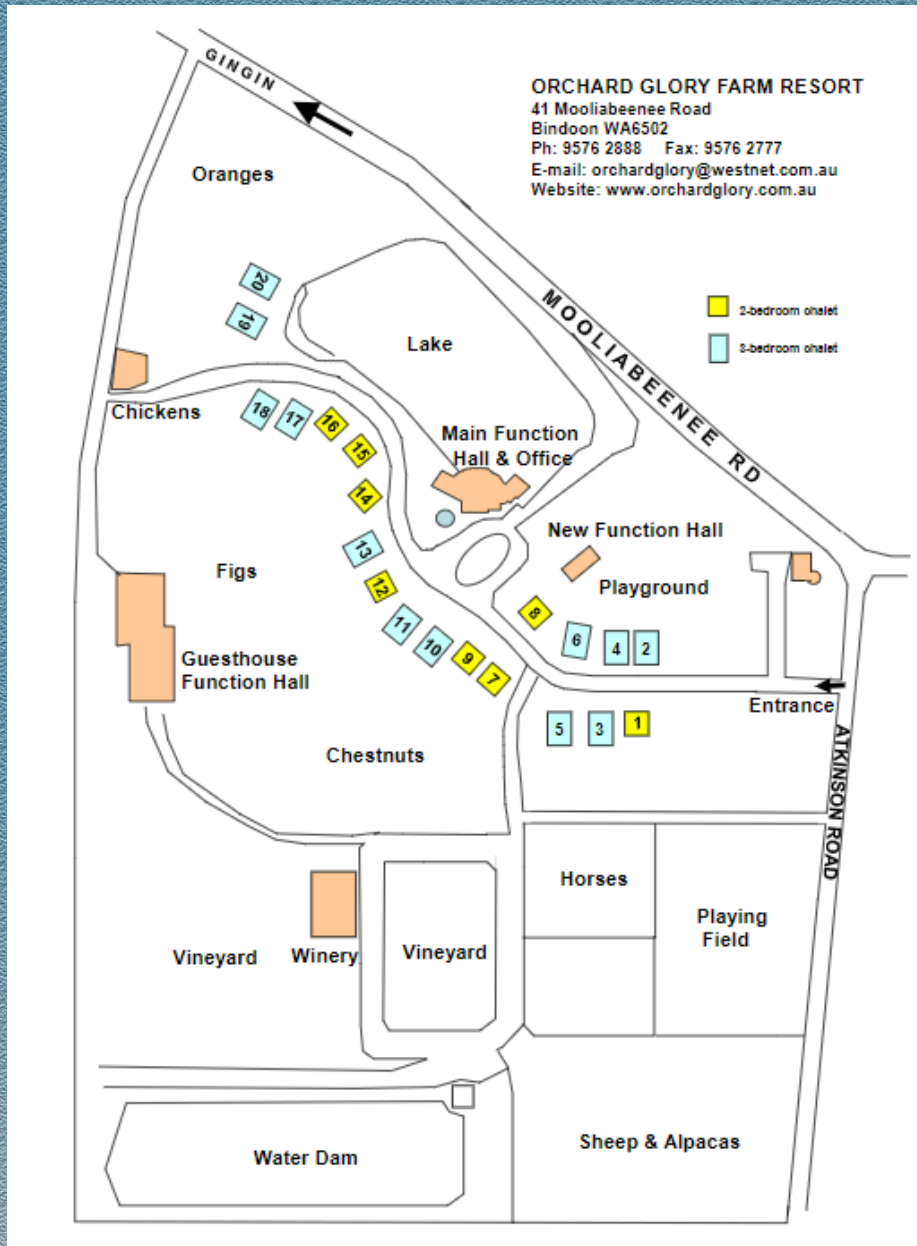 GINGIN
ORCHARD GLORY FARM RESORT
41 Mooliabeenee Road
Bindoon WA6502
Ph: 9576 2888 Fax: 9576 2777
E-mail: orchardglory@westnet.com.au
Website: www.orchardglory.com.au
Oranges
20
19
MOOLIABEENEE RD
2-bedroom chalet
3-bedroom chalet
Lake
Chickens
18
17
16
15
14
13
12
11
10
9
7
Main Function
Hall & Office
New Function Hall
Playground
8
6
4
2
Figs
Guesthouse
Function Hall
Entrance
5
3
1
ATKINSON ROAD
Chestnuts
Horses
Playing
Field
Vineyard
Winery
Vineyard
Water Dam
Sheep & Alpacas